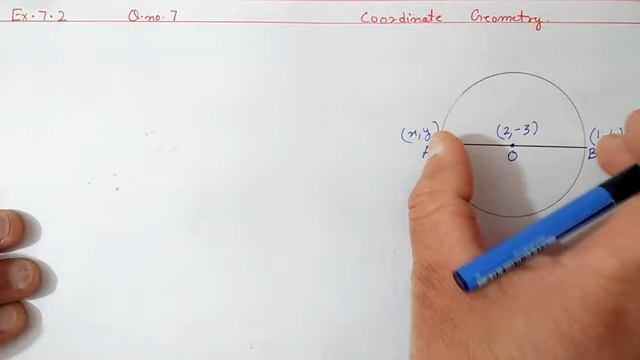 Ex.7.2 Q.no.7 Coordinate Geometry.
(x,y) (2,-3)
A O B